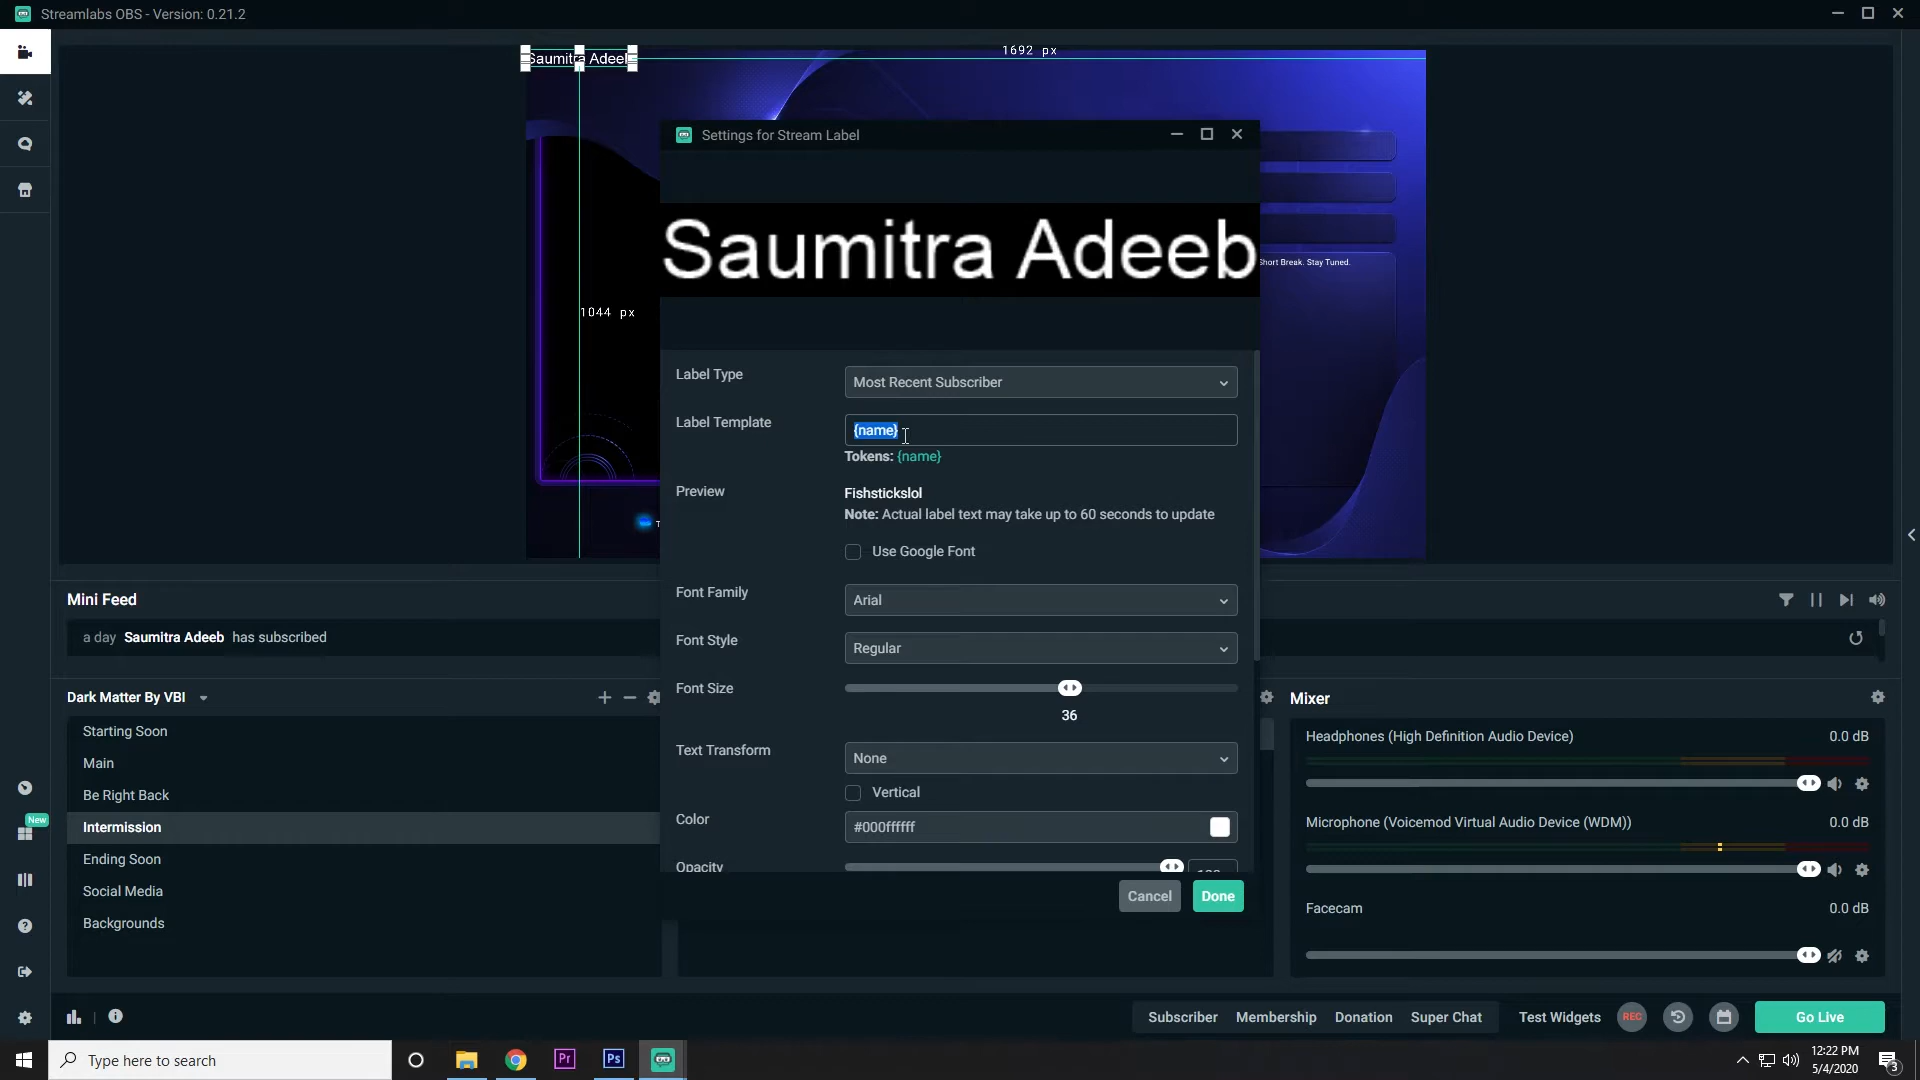 Streamlabs OBS - Version: 0.21.2
Saumitra Adeeb
1692 px
Settings for Stream Label
Saumitra Adeeb
Short Break. Stay Tuned.
1044 px
Label Type
Most Recent Subscriber
Label Template
{name}
Tokens: {name}
Preview
Fishstickslol
Note: Actual label text may take up to 60 seconds to update
Use Google Font
Font Family
Arial
Font Style
Regular
Font Size
36
Text Transform
None
Vertical
Color
#000ffffff
Opacity
Cancel
Done
Mini Feed
a day Saumitra Adeeb has subscribed
Dark Matter By VBI
Starting Soon
Main
Be Right Back
Intermission
Ending Soon
Social Media
Backgrounds
New
Mixer
Headphones (High Definition Audio Device)
0.0 dB
Microphone (Voicemod Virtual Audio Device (WDM))
0.0 dB
Facecam
0.0 dB
Subscriber
Membership
Donation
Super Chat
Test Widgets
REC
Go Live
Type here to search
Pr
Ps
12:22 PM
5/4/2020
3